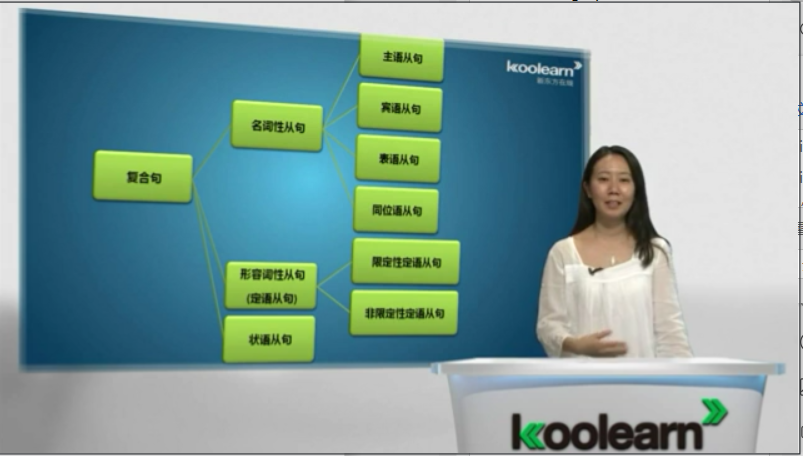 主语从句
koolearn
新东方在线
名词性从句
宾语从句
表语从句
复合句
同位语从句
形容词性从句
(定语从句)
限定性定语从句
非限定性定语从句
状语从句
koolearn